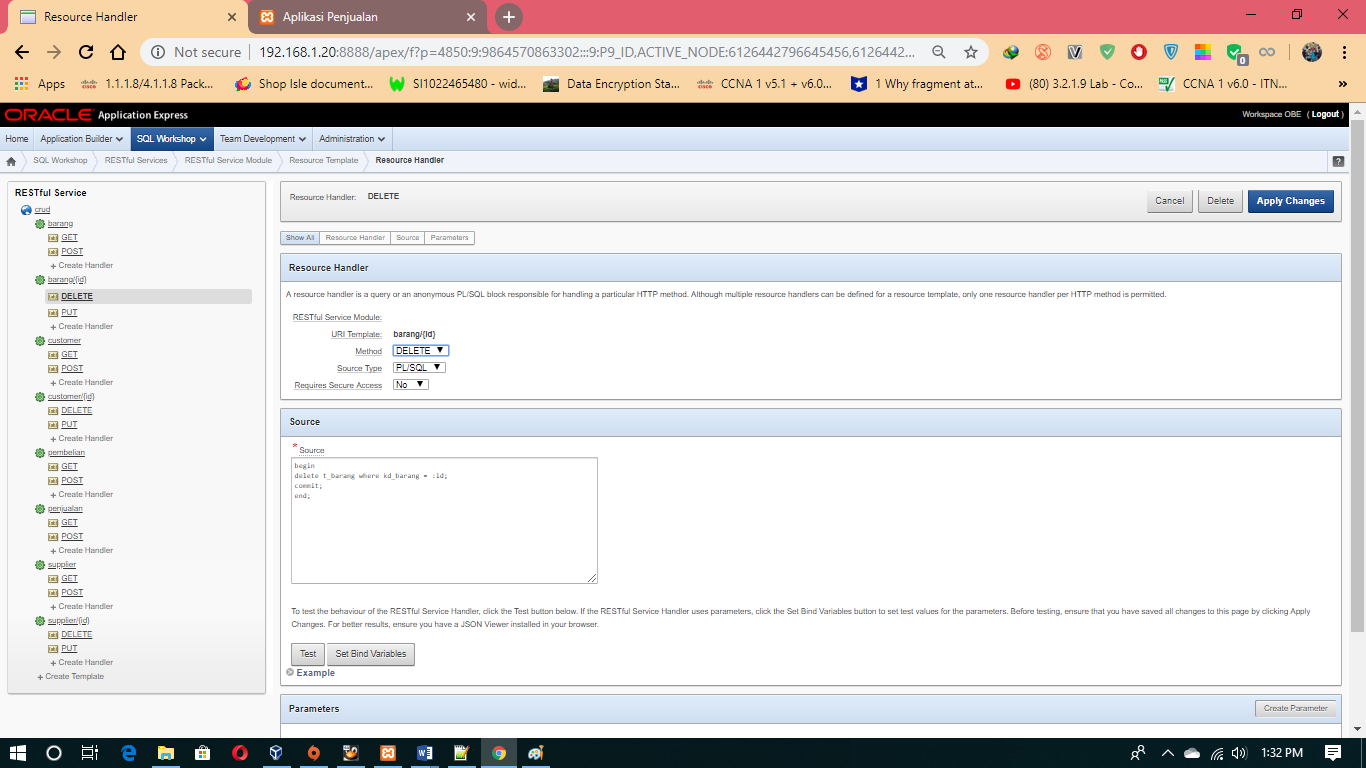 Resource Handler
Aplikasi Penjualan
Not secure
192.168.1.20:8888/apex/f?p=4850:9:9864570863302:::9:P9_ID,ACTIVE_NODE:6126442796645456,6126442...
0
Apps
1.1.1.8/4.1.1.8 Pack...
Shop Isle document...
SI1022465480 - wid...
Data Encryption Sta...
CCNA 1 v5.1 + v6.0...
1 Why fragment at...
(80) 3.2.1.9 Lab - Co...
CCNA 1 v6.0 - ITN...
»
ORACLE Application Express
Workspace OBE ( Logout )
Home
Application Builder
SQL Workshop
Team Development
Administration
SQL Workshop
RESTful Services
RESTful Service Module
Resource Template
Resource Handler
?
RESTful Service
crud
barang
GET
POST
+ Create Handler
barang/{id}
DELETE
PUT
+ Create Handler
customer
GET
POST
+ Create Handler
customer/{id}
DELETE
PUT
+ Create Handler
pembelian
GET
POST
+ Create Handler
penjualan
GET
POST
+ Create Handler
supplier
GET
POST
+ Create Handler
supplier/{id}
DELETE
PUT
+ Create Handler
+ Create Template
Resource Handler: DELETE
Cancel
Delete
Apply Changes
Show All
Resource Handler
Source
Parameters
Resource Handler
A resource handler is a query or an anonymous PL/SQL block responsible for handling a particular HTTP method. Although multiple resource handlers can be defined for a resource template, only one resource handler per HTTP method is permitted.
RESTful Service Module:
URI Template: barang/{id}
Method DELETE
Source Type PL/SQL
Requires Secure Access No
Source
* Source
begin
delete t_barang where kd_barang = :id;
commit;
end;
To test the behaviour of the RESTful Service Handler, click the Test button below. If the RESTful Service Handler uses parameters, click the Set Bind Variables button to set test values for the parameters. Before testing, ensure that you have saved all changes to this page by clicking Apply
Changes. For better results, ensure you have a JSON Viewer installed in your browser.
Test
Set Bind Variables
Example
Parameters
Create Parameter
1:32 PM